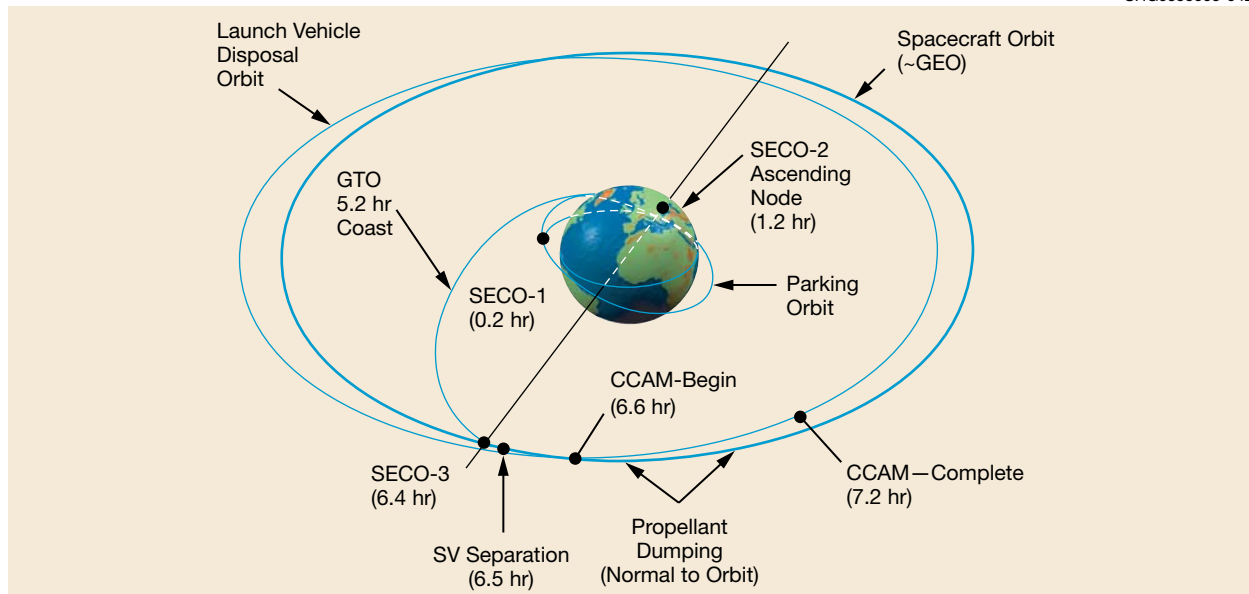 Launch Vehicle
Disposal
Orbit
Spacecraft Orbit
(~GEO)
SECO-2
Ascending
Node
(1.2 hr)
GTO
5.2 hr
Coast
SECO-1
(0.2 hr)
Parking
Orbit
CCAM-Begin
(6.6 hr)
SECO-3
(6.4 hr)
CCAM—Complete
(7.2 hr)
SV Separation
(6.5 hr)
Propellant
Dumping
(Normal to Orbit)